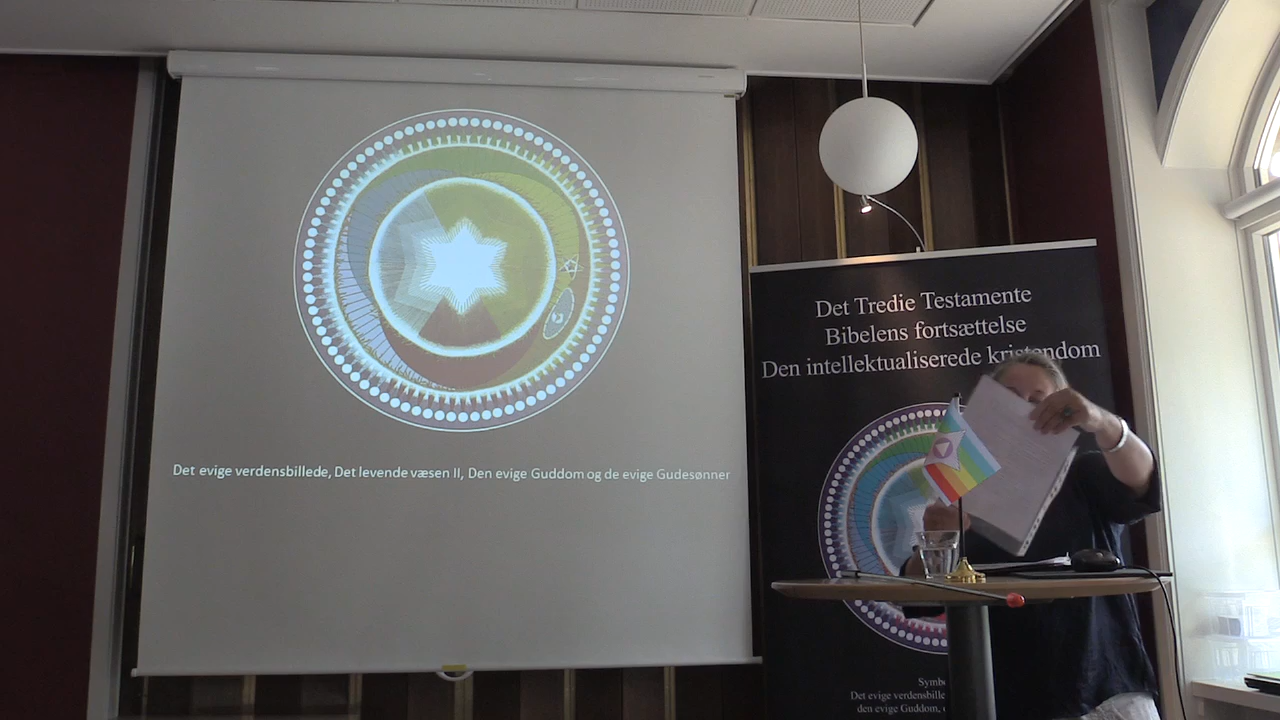 Det evige verdensbillede, Det levende væsen II, Den evige Guddom og de evige Gudesønner
Det Tredie Testamente
Bibelens fortsættelse
Den intellektualiserede kristendom
Det evige
den evige Guddom,